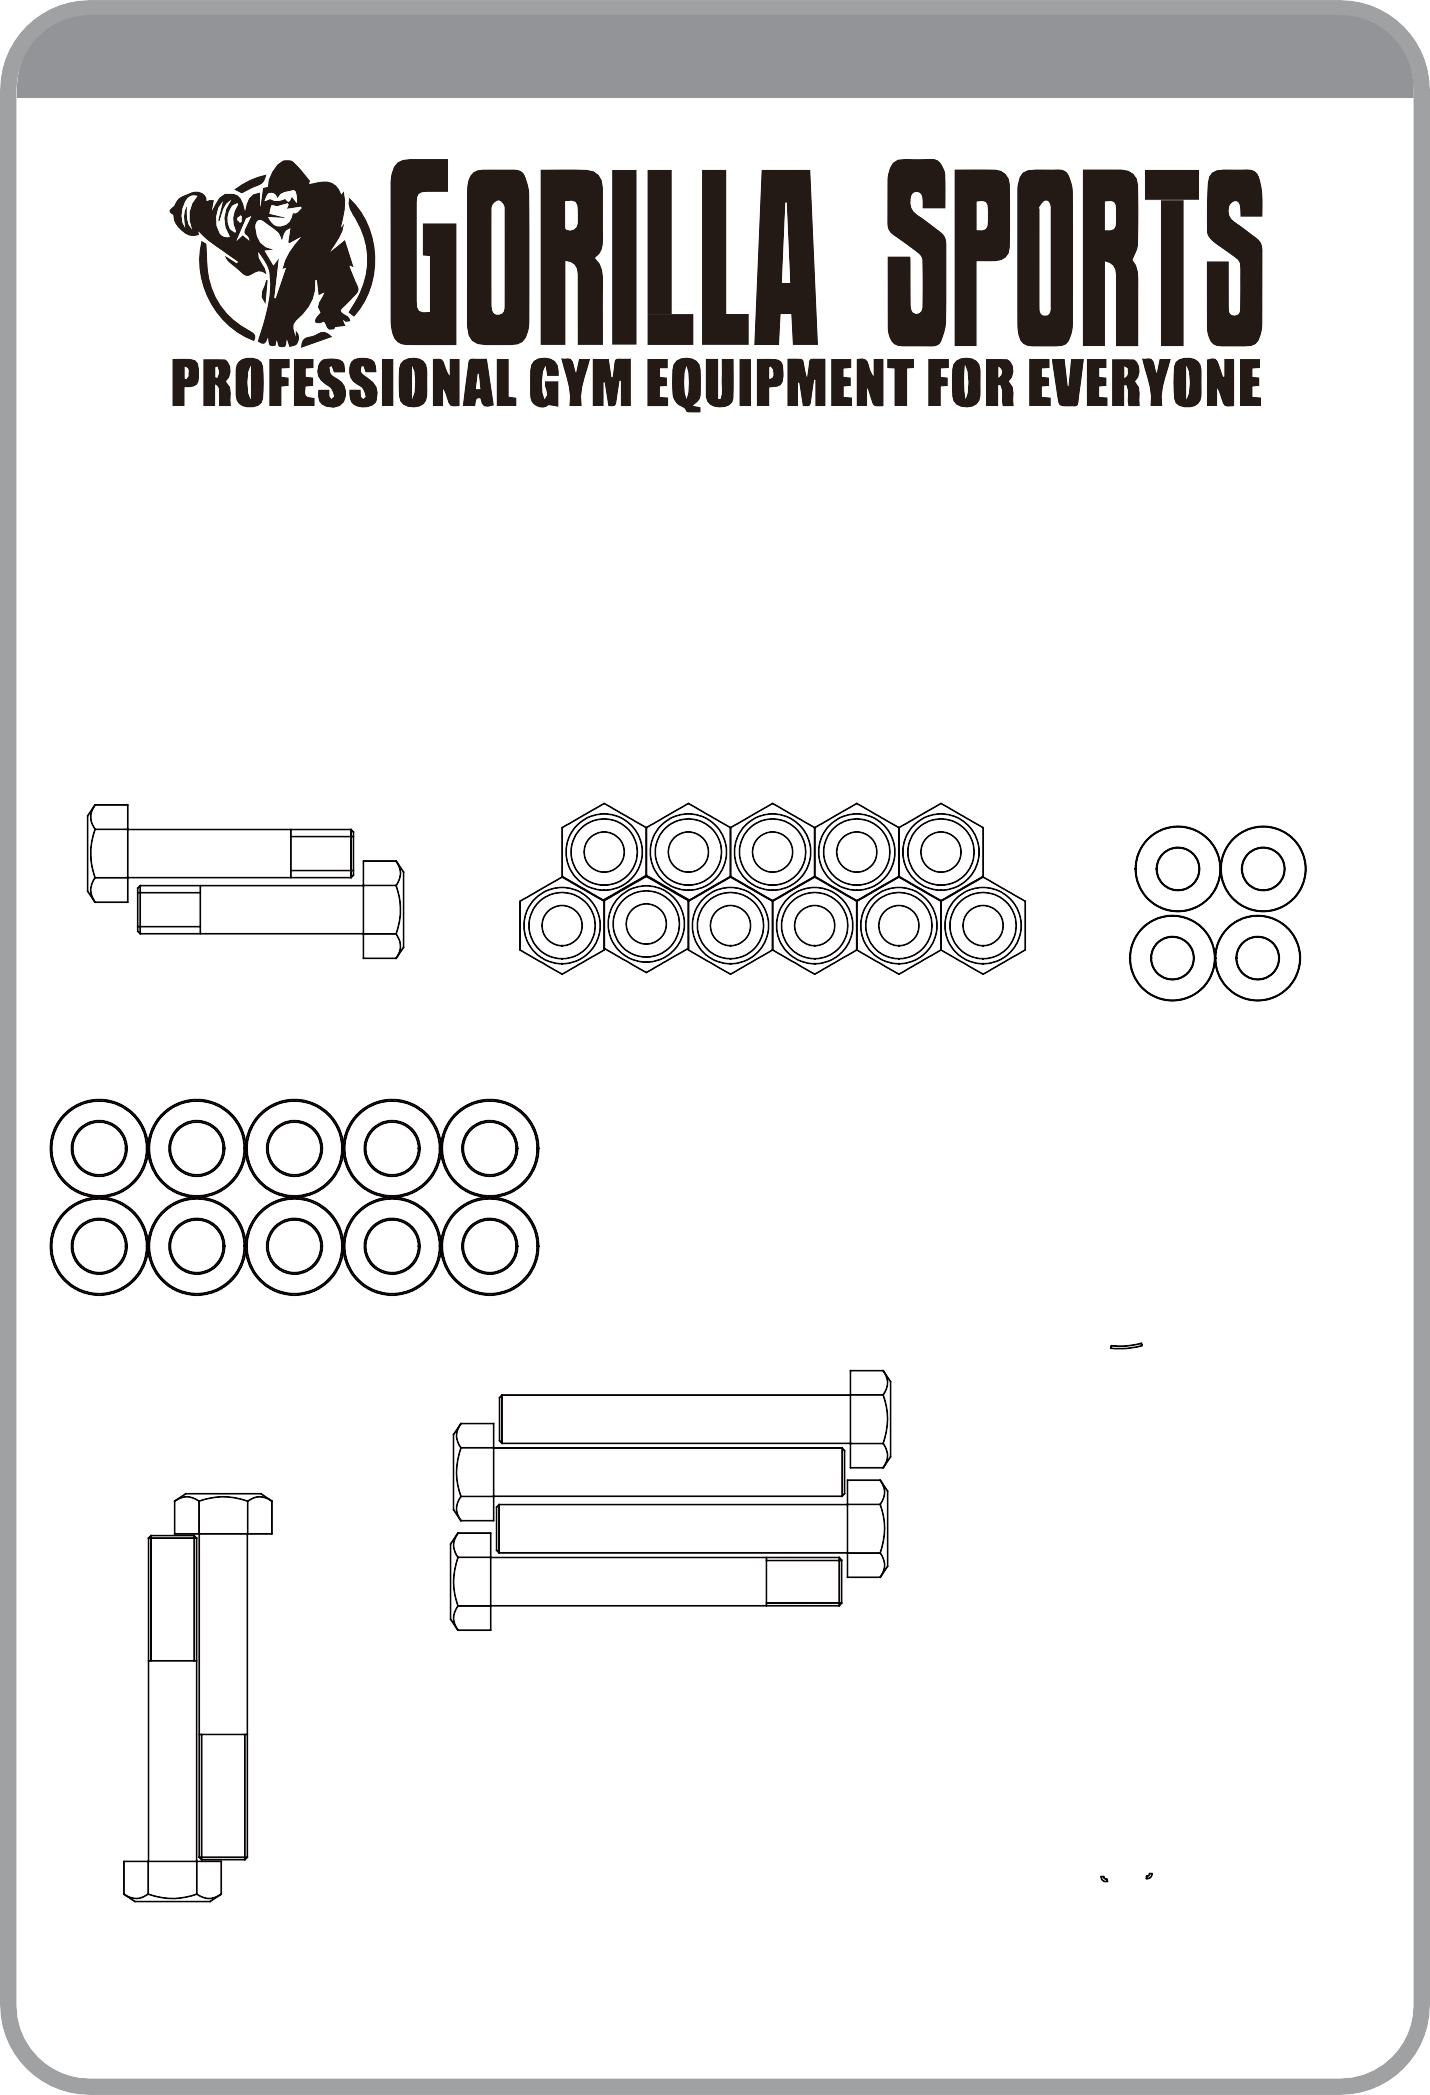 GORILLA SPORTS
PROFESSIONAL GYM EQUIPMENT FOR EVERYONE